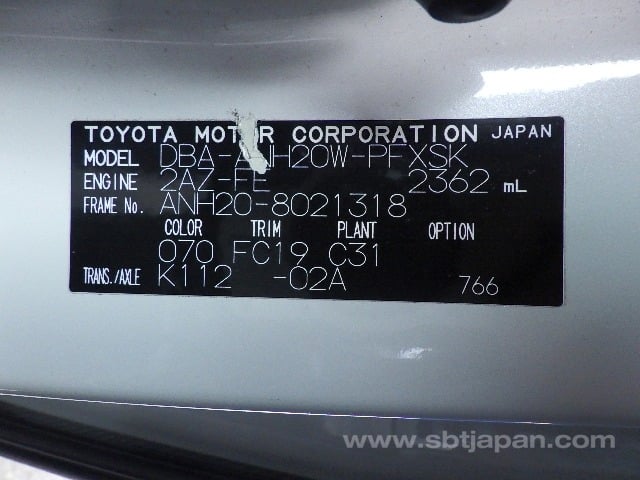 TOYOTA MOTOR CORPORATION JAPAN
MODEL DBA-ANH20W-PFXSK
ENGINE 2AZ-FE 2362 mL
FRAME No. ANH20-8021318
COLOR TRIM PLANT OPTION
070 FC19 C31
TRANS./AXLE K112 -02A 766
www.sbtjapan.com